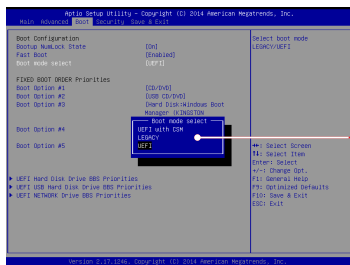 Aptio Setup Utility - Copyright (C) 2014 American Megatrends, Inc.
Main Advanced Boot Security Save & Exit
Boot Configuration
Bootup NumLock State [On]
Fast Boot [Enabled]
Boot mode select [UEFI]
FIXED BOOT ORDER Priorities
Boot Option #1 [CD/DVD]
Boot Option #2 [USB CD/DVD]
Boot Option #3 [Hard Disk:Windows Boot
Manager (KINGSTON
Boot mode select
UEFI with CSM
LEGACY
UEFI
Boot Option #4
Boot Option #5
UEFI Hard Disk Drive BBS Priorities
UEFI USB Hard Disk Drive BBS Priorities
UEFI NETWORK Drive BBS Priorities
Select boot mode
LEGACY/UEFI
→←: Select Screen
↑↓: Select Item
Enter: Select
+/-: Change Opt.
F1: General Help
F9: Optimized Defaults
F10: Save & Exit
ESC: Exit
Version 2.17.1246. Copyright (C) 2014 American Megatrends, Inc.